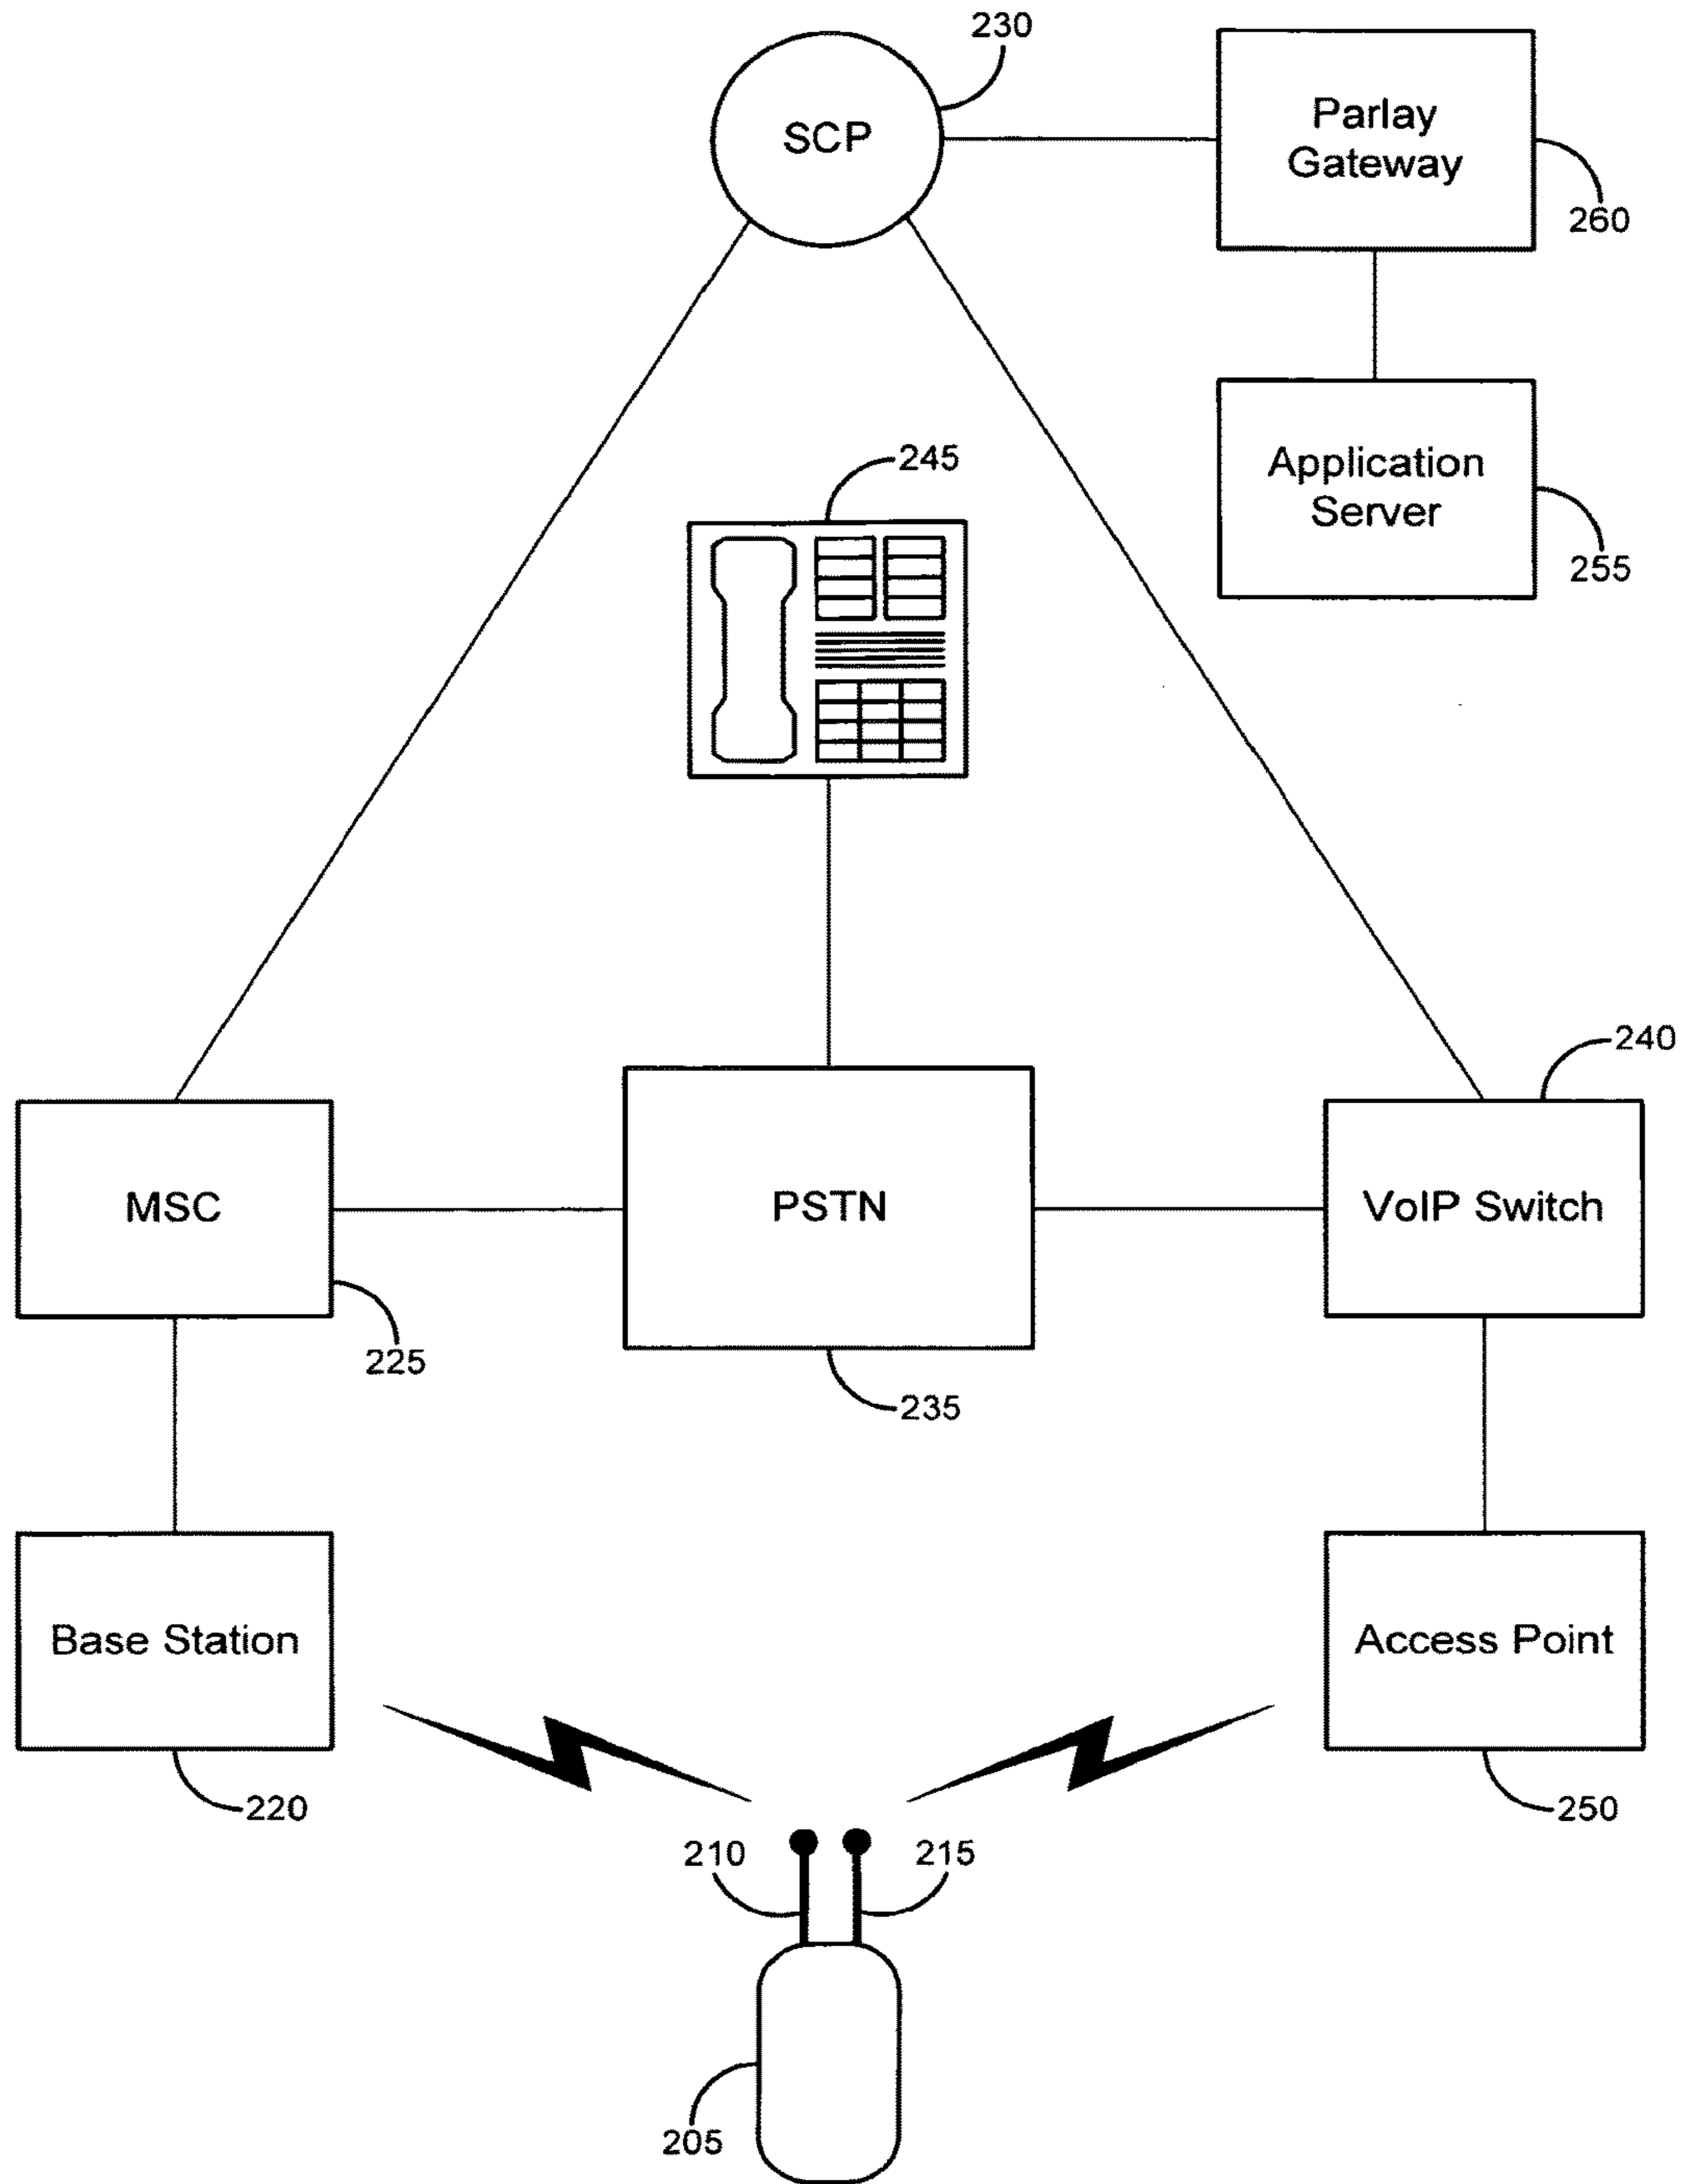 230
SCP
Parlay
Gateway
260
245
Application
Server
255
240
MSC
PSTN
VoIP Switch
225
235
Base Station
Access Point
220
250
210
215
205